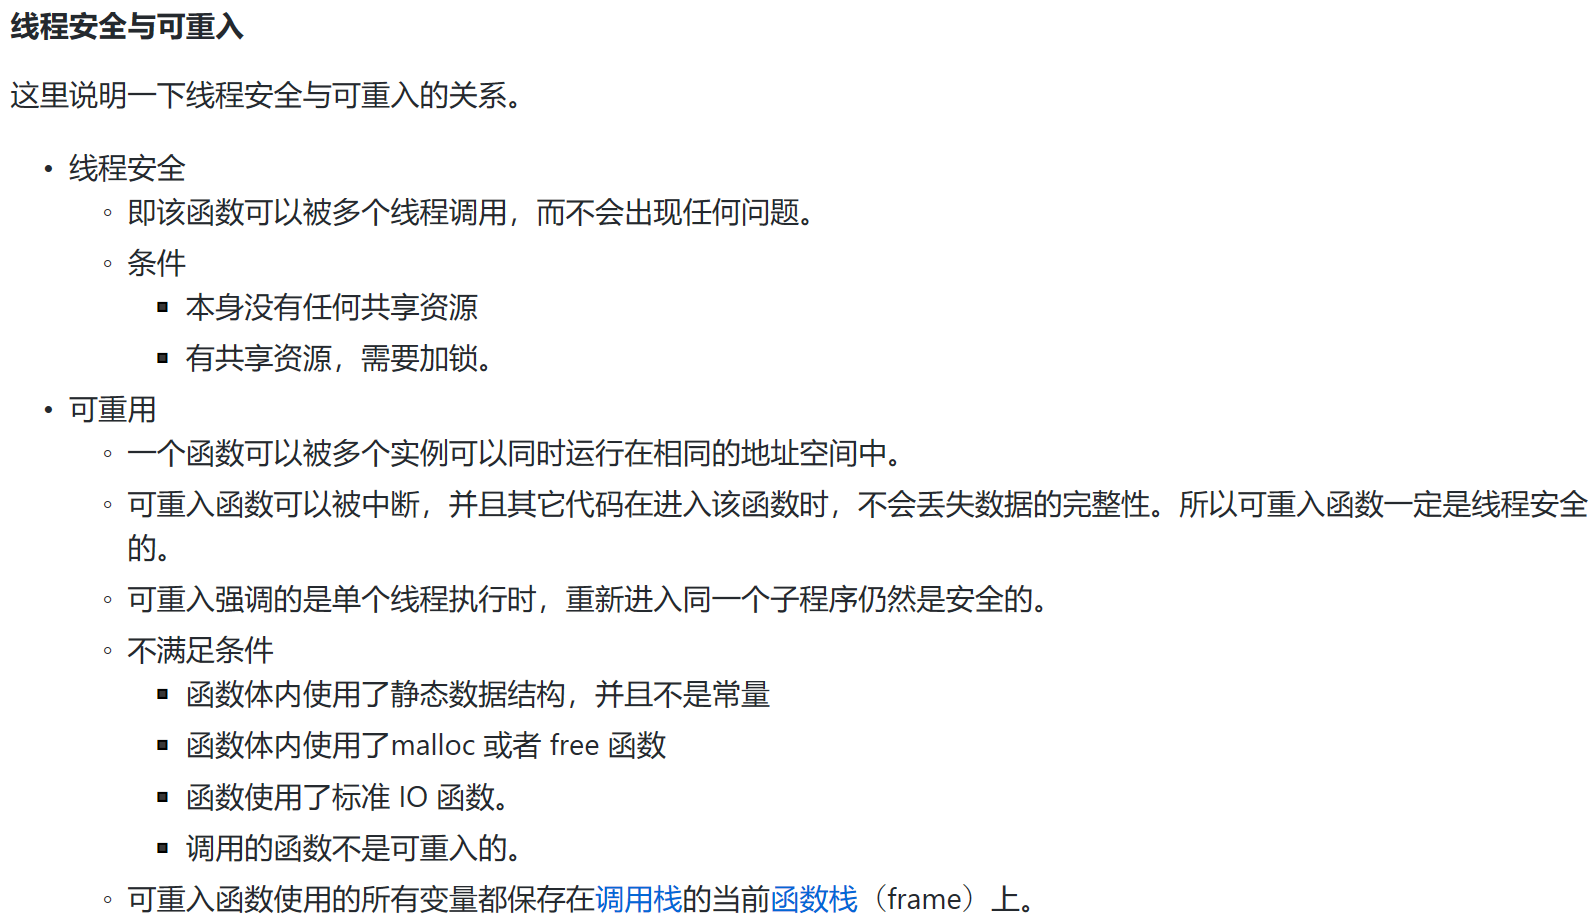 线程安全与可重入
这里说明一下线程安全与可重入的关系。
• 线程安全
◦ 即该函数可以被多个线程调用，而不会出现任何问题。
◦ 条件
▪ 本身没有任何共享资源
▪ 有共享资源，需要加锁。
• 可重用
◦ 一个函数可以被多个实例可以同时运行在相同的地址空间中。
◦ 可重入函数可以被中断，并且其它代码在进入该函数时，不会丢失数据的完整性。所以可重入函数一定是线程安全
的。
◦ 可重入强调的是单个线程执行时，重新进入同一个子程序仍然是安全的。
◦ 不满足条件
▪ 函数体内使用了静态数据结构，并且不是常量
▪ 函数体内使用了malloc 或者 free 函数
▪ 函数使用了标准 IO 函数。
▪ 调用的函数不是可重入的。
◦ 可重入函数使用的所有变量都保存在调用栈的当前函数栈（frame）上。